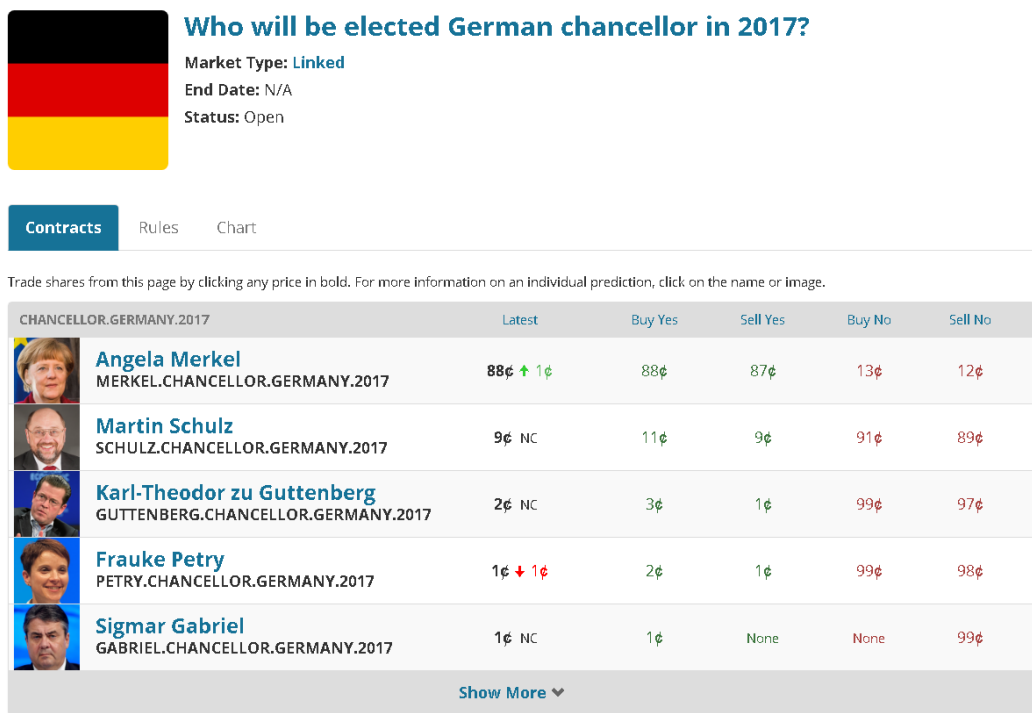 Who will be elected German chancellor in 2017?
Market Type: Linked
End Date: N/A
Status: Open
Contracts Rules Chart
Trade shares from this page by clicking any price in bold. For more information on an individual prediction, click on the name or image.
CHANCELLOR.GERMANY.2017 Latest Buy Yes Sell Yes Buy No Sell No
Angela Merkel
MERKEL.CHANCELLOR.GERMANY.2017 88¢ 1¢ 88¢ 87¢ 13¢ 12¢
Martin Schulz
SCHULZ.CHANCELLOR.GERMANY.2017 9¢ NC 11¢ 9¢ 91¢ 89¢
Karl-Theodor zu Guttenberg
GUTTENBERG.CHANCELLOR.GERMANY.2017 2¢ NC 3¢ 1¢ 99¢ 97¢
Frauke Petry
PETRY.CHANCELLOR.GERMANY.2017 1¢ 1¢ 2¢ 1¢ 99¢ 98¢
Sigmar Gabriel
GABRIEL.CHANCELLOR.GERMANY.2017 1¢ NC 1¢ None None 99¢
Show More